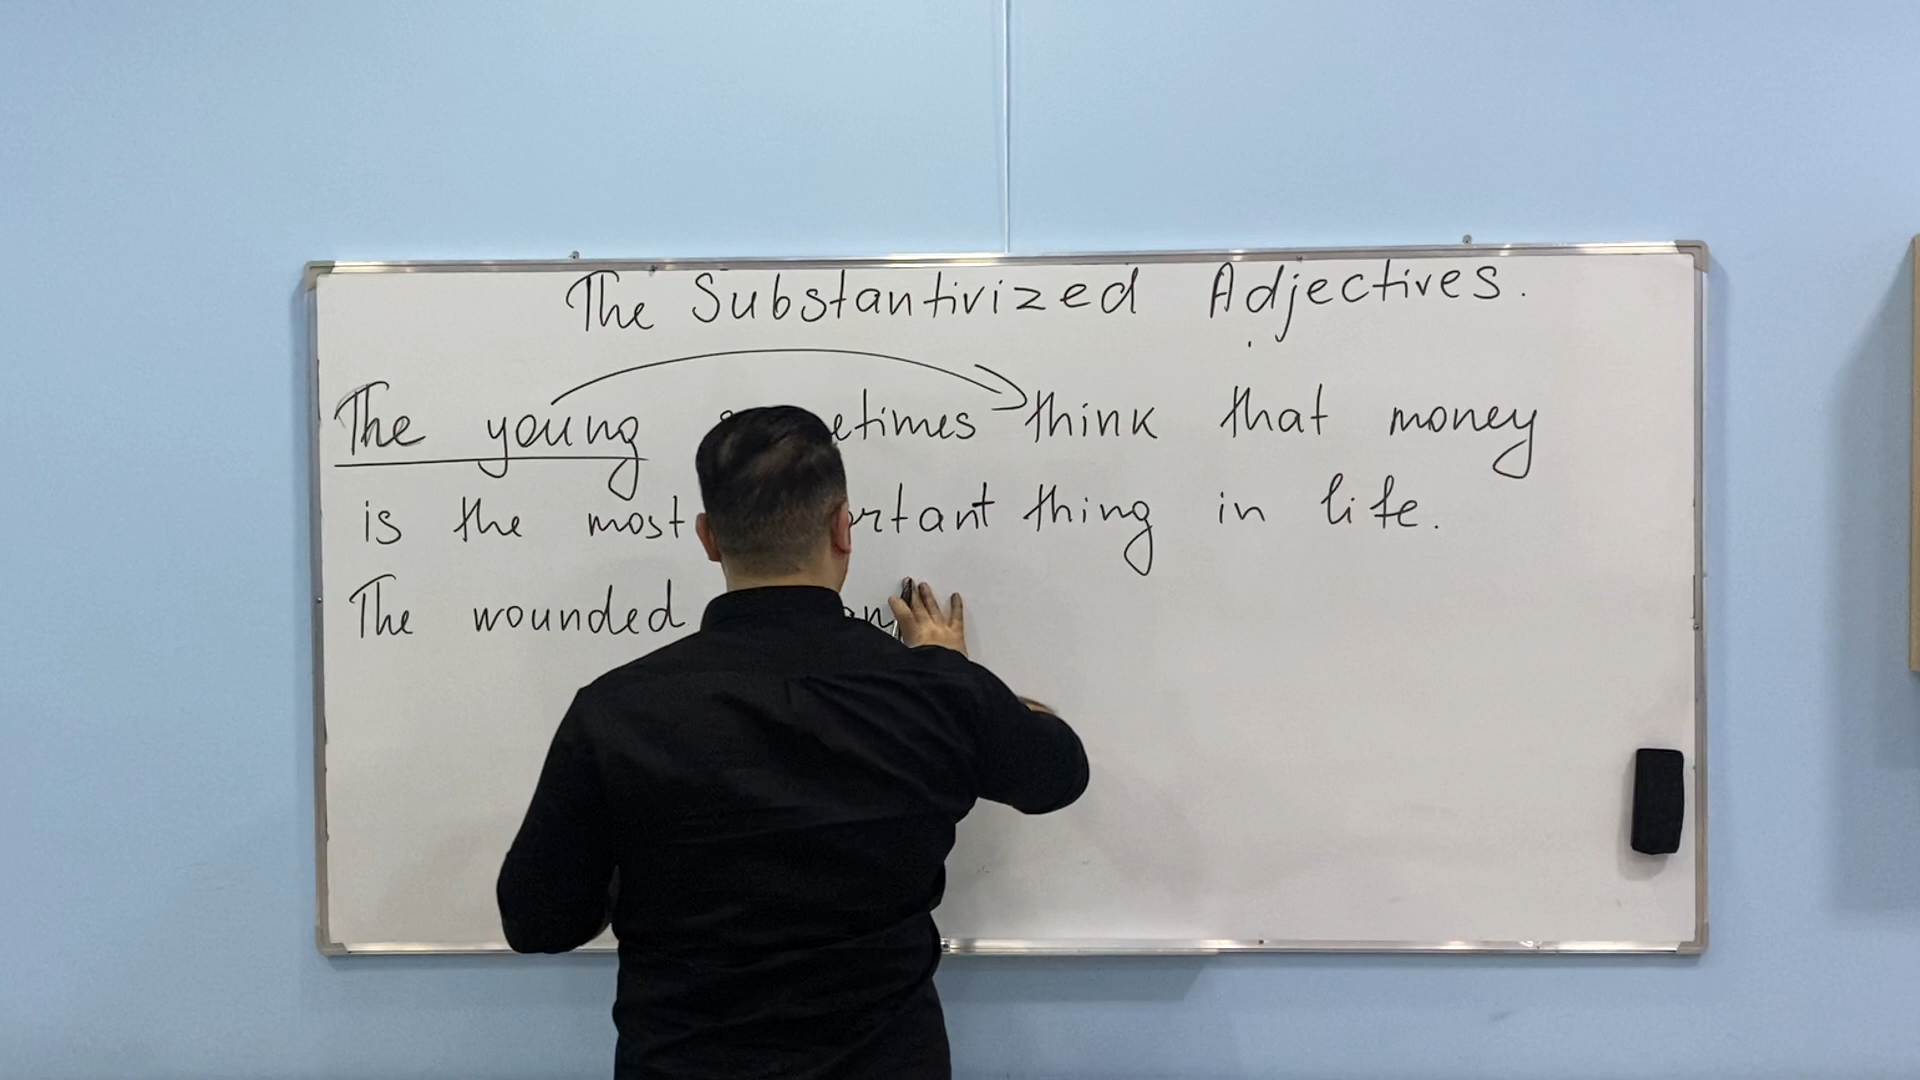 The Substantivized Adjectives.
The young think that money
is the most thing in life.
The wounded